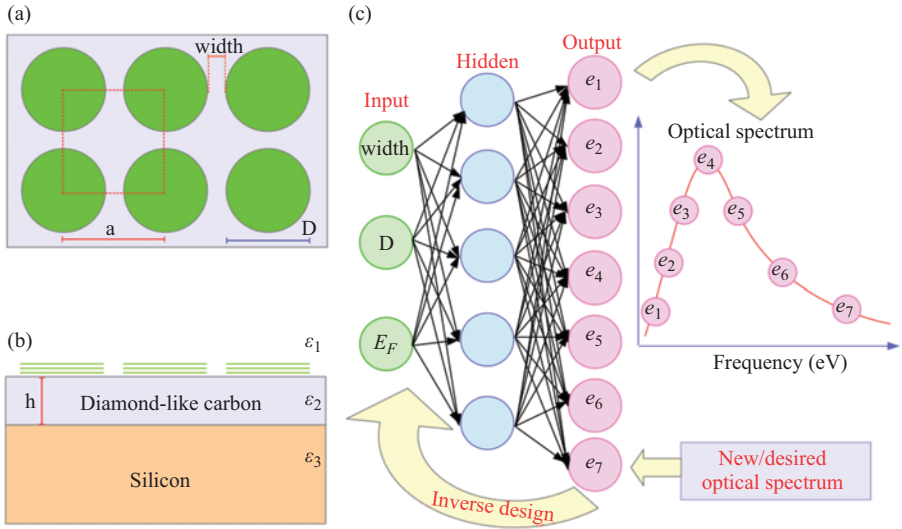 (a)
width
a
D
(b)
ε1
h
Diamond-like carbon
ε2
ε3
Silicon
(c)
Input
Hidden
Output
width
D
EF
e1
e2
e3
e4
e5
e6
e7
Optical spectrum
e1
e2
e3
e4
e5
e6
e7
Frequency (eV)
Inverse design
New/desired
optical spectrum